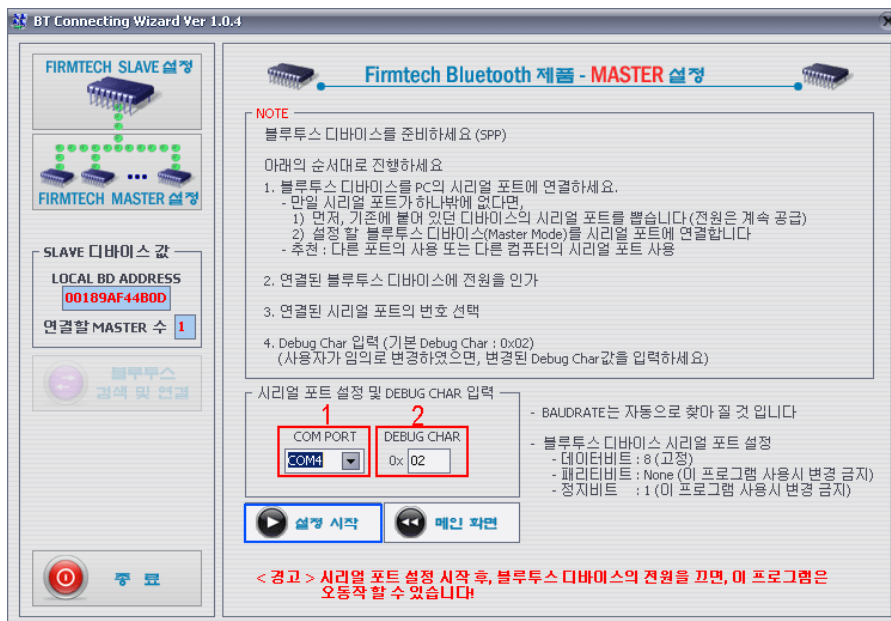 BT Connecting Wizard Ver 1.0.4
FIRMTECH SLAVE 설정
FIRMTECH MASTER 설정
SLAVE 디바이스 값
LOCAL BD ADDRESS
00189AF44B0D
연결할 MASTER 수 1
블루투스
검색 및 연결
종 료
Firmtech Bluetooth 제품 - MASTER 설정
NOTE
블루투스 디바이스를 준비하세요 (SPP)
아래의 순서대로 진행하세요
1. 블루투스 디바이스를 PC의 시리얼 포트에 연결하세요.
- 만일 시리얼 포트가 하나밖에 없다면,
1) 먼저, 기존에 붙어 있던 디바이스의 시리얼 포트를 뽑습니다 (전원은 계속 공급)
2) 설정 할 블루투스 디바이스(Master Mode)를 시리얼 포트에 연결합니다
- 추천 : 다른 포트의 사용 또는 다른 컴퓨터의 시리얼 포트 사용
2. 연결된 블루투스 디바이스에 전원을 인가
3. 연결된 시리얼 포트의 번호 선택
4. Debug Char 입력 (기본 Debug Char : 0x02)
(사용자가 임의로 변경하였으면, 변경된 Debug Char값을 입력하세요)
시리얼 포트 설정 및 DEBUG CHAR 입력
1 2
COM PORT DEBUG CHAR
COM4 0x 02
- BAUDRATE는 자동으로 찾아 질 것 입니다
- 블루투스 디바이스 시리얼 포트 설정
- 데이터비트 : 8 (고정)
- 패리티비트 : None (이 프로그램 사용시 변경 금지)
- 정지비트 : 1 (이 프로그램 사용시 변경 금지)
설정 시작 메인 화면
< 경고 > 시리얼 포트 설정 시작 후, 블루투스 디바이스의 전원을 끄면, 이 프로그램은
오동작 할 수 있습니다!